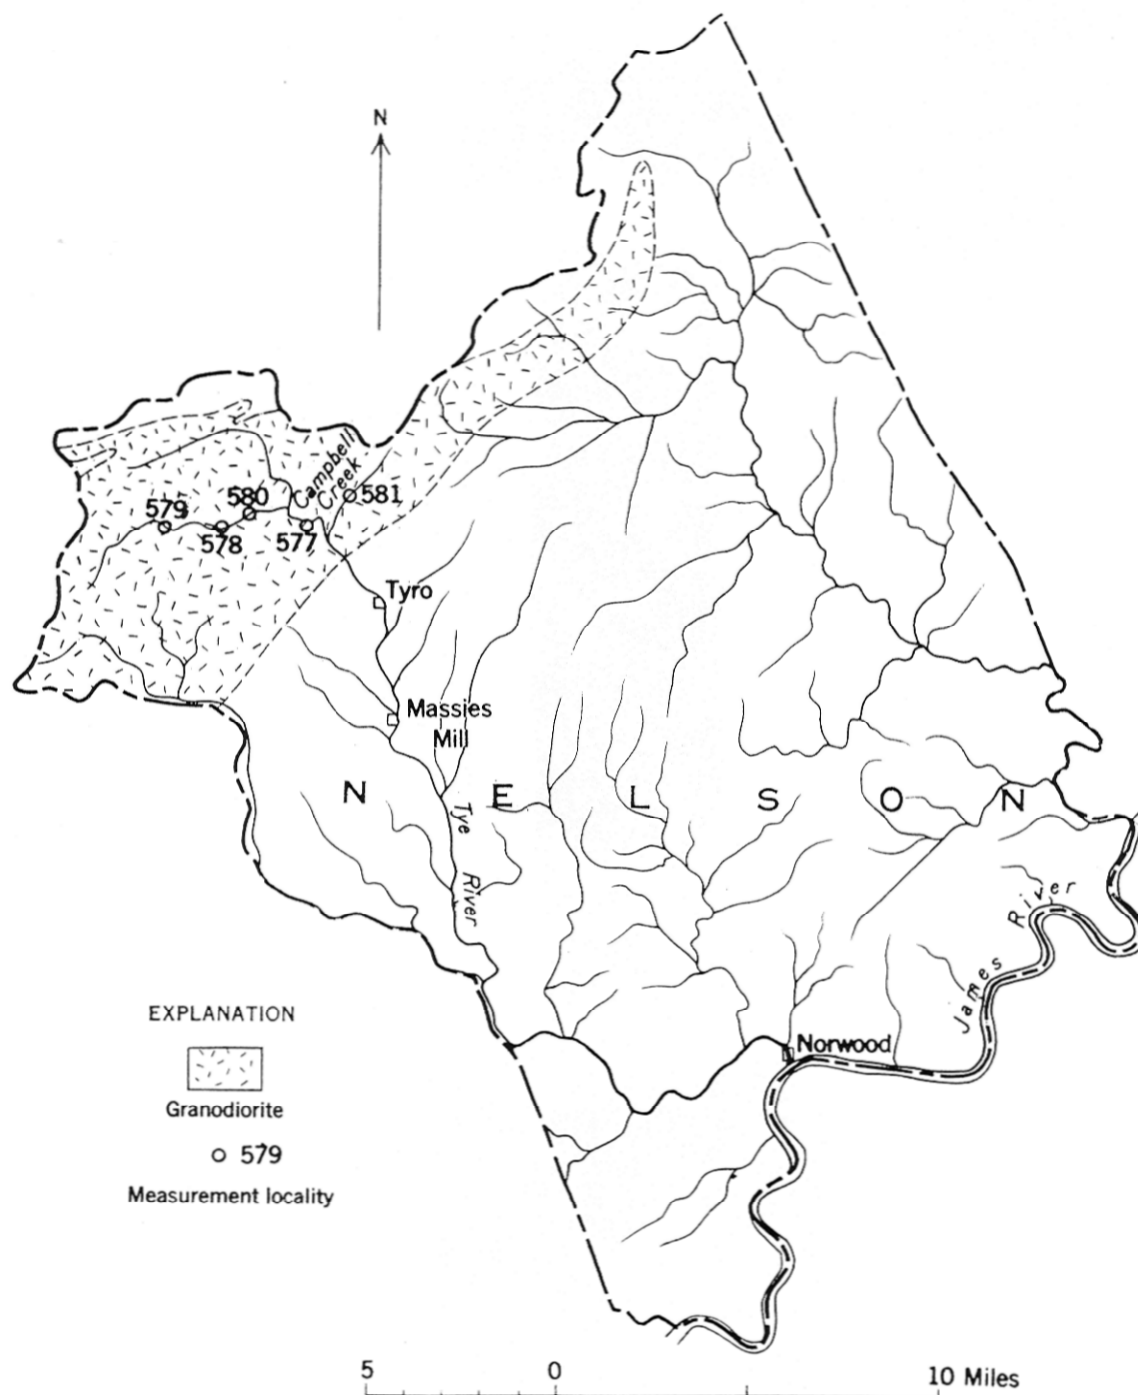 N
Campbell
Creek
581
580
579
578
577
Tyro
Massies
Mill
N E L S O N
Tye
River
James River
Norwood
EXPLANATION
Granodiorite
579
Measurement locality
5 0 10 Miles